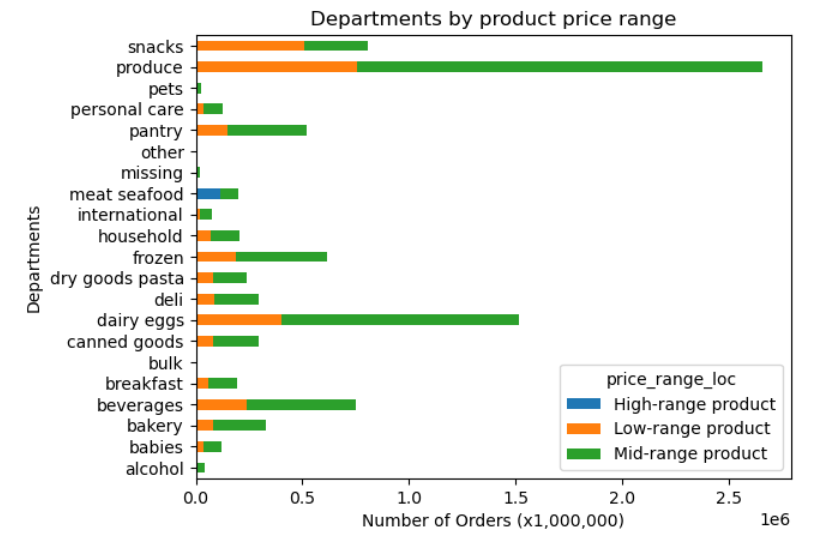 Departments by product price range
snacks
produce
pets
personal care
pantry
other
missing
meat seafood
international
household
frozen
dry goods pasta
deli
dairy eggs
canned goods
bulk
breakfast
beverages
bakery
babies
alcohol
Departments
price_range_loc
High-range product
Low-range product
Mid-range product
0.0 0.5 1.0 1.5 2.0 2.5
1e6
Number of Orders (x1,000,000)